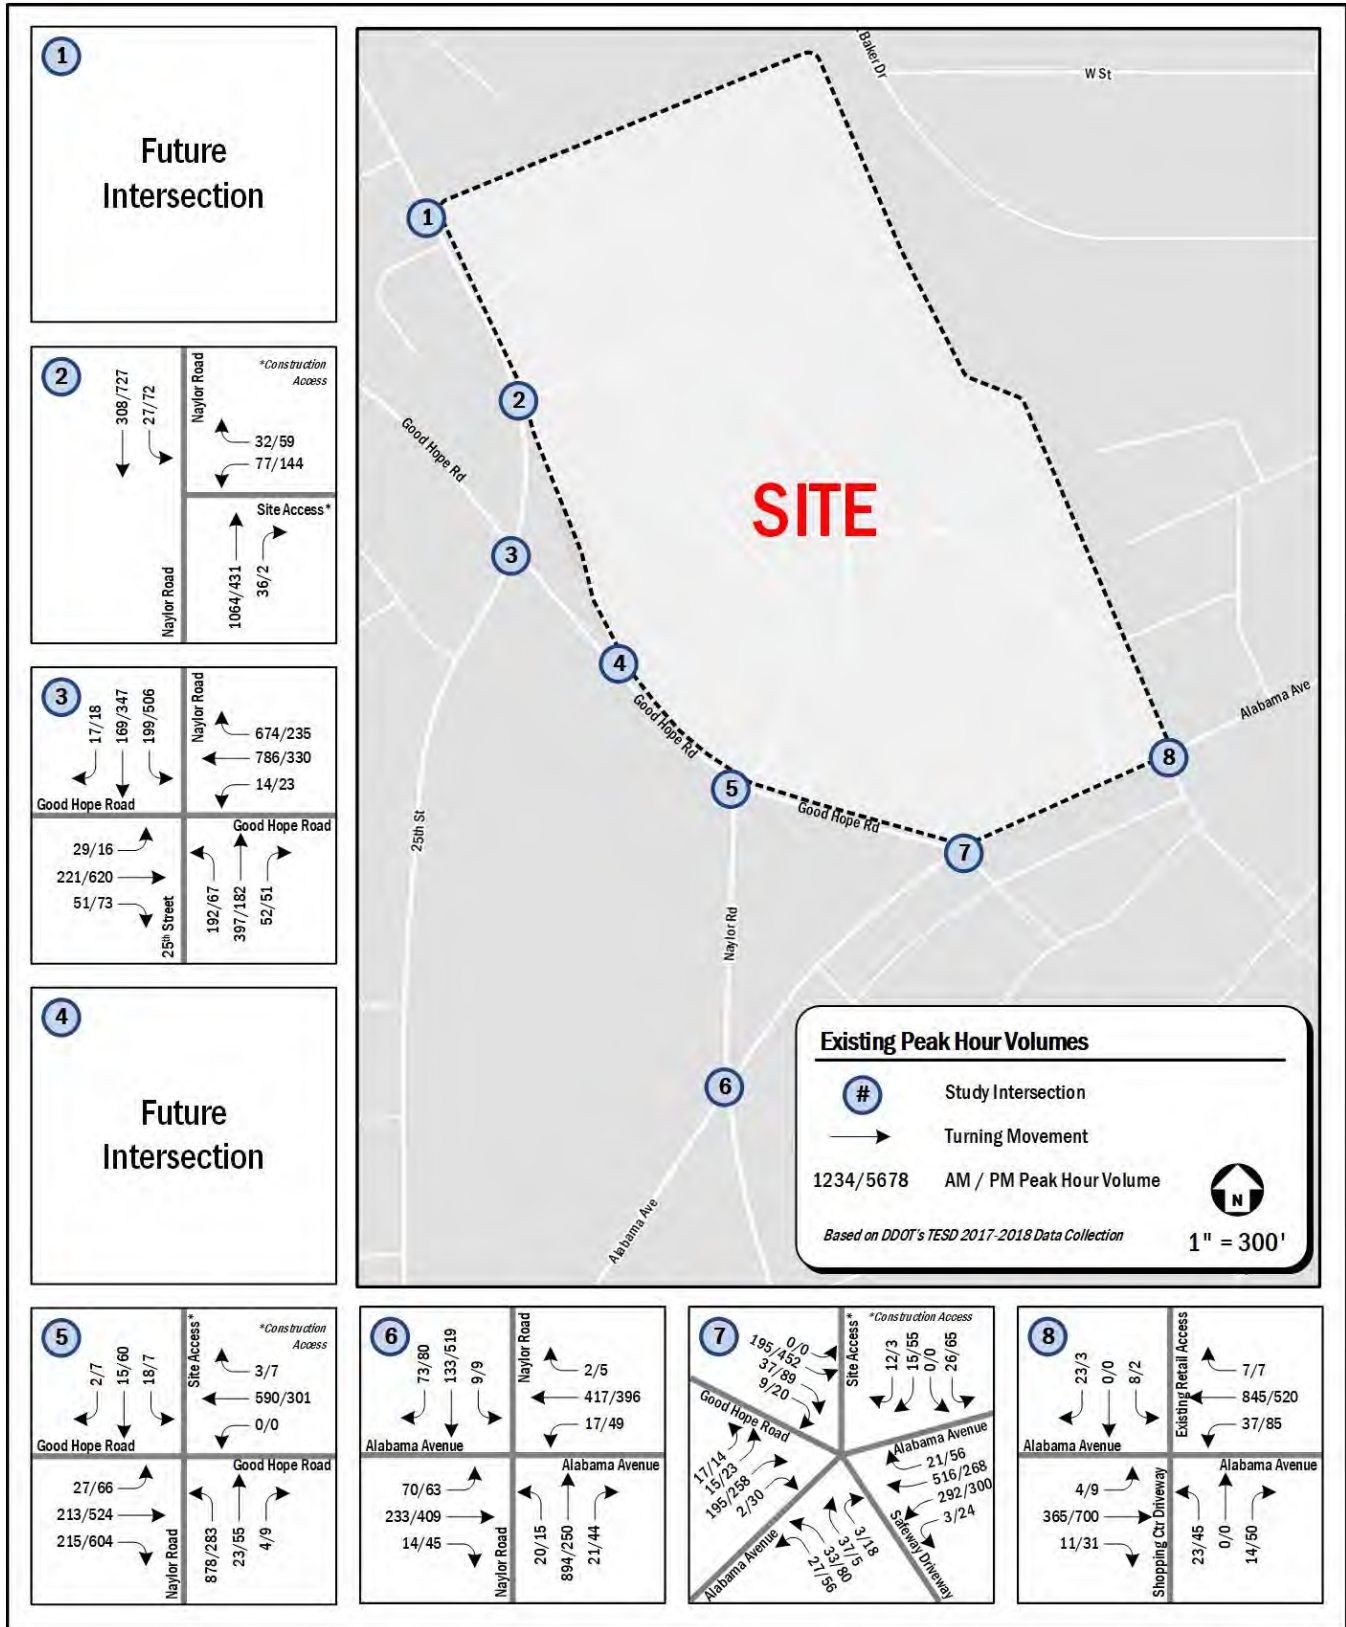 1
Future
Intersection
2
308/727
27/72
Naylor Road
*Construction
Access
32/59
77/144
Site Access*
Naylor Road
1064/431
36/2
3
17/18
169/347
199/506
Naylor Road
674/235
786/330
14/23
Good Hope Road
Good Hope Road
29/16
221/620
51/73
25th Street
192/67
397/182
52/51
4
Future
Intersection
Baker Dr
W St
1
2
Good Hope Rd
3
SITE
4
Good Hope Rd
Alabama Ave
8
5
Good Hope Rd
7
25th St
Naylor Rd
6
Alabama Ave
Existing Peak Hour Volumes
# Study Intersection
Turning Movement
1234/5678 AM / PM Peak Hour Volume
N
Based on DDOT's TESD 2017-2018 Data Collection
1" = 300'
5
2/7
15/60
18/7
Site Access*
*Construction
Access
3/7
590/301
0/0
Good Hope Road
Good Hope Road
27/66
213/524
215/604
Naylor Road
878/283
23/55
4/9
6
73/80
133/519
9/9
Naylor Road
2/5
417/396
17/49
Alabama Avenue
Alabama Avenue
70/63
233/409
14/45
Naylor Road
20/15
894/250
21/44
7
0/0
195/452
37/89
9/20
Site Access*
*Construction Access
12/3
15/55
0/0
26/65
Good Hope Road
Alabama Avenue
17/14
15/23
195/258
2/30
21/56
516/268
292/300
3/24
Alabama Avenue
27/56
33/80
37/5
3/18
Safeway Driveway
8
23/3
0/0
8/2
Existing Retail Access
7/7
845/520
37/85
Alabama Avenue
Alabama Avenue
4/9
365/700
11/31
Shopping Ctr Driveway
23/45
0/0
14/50